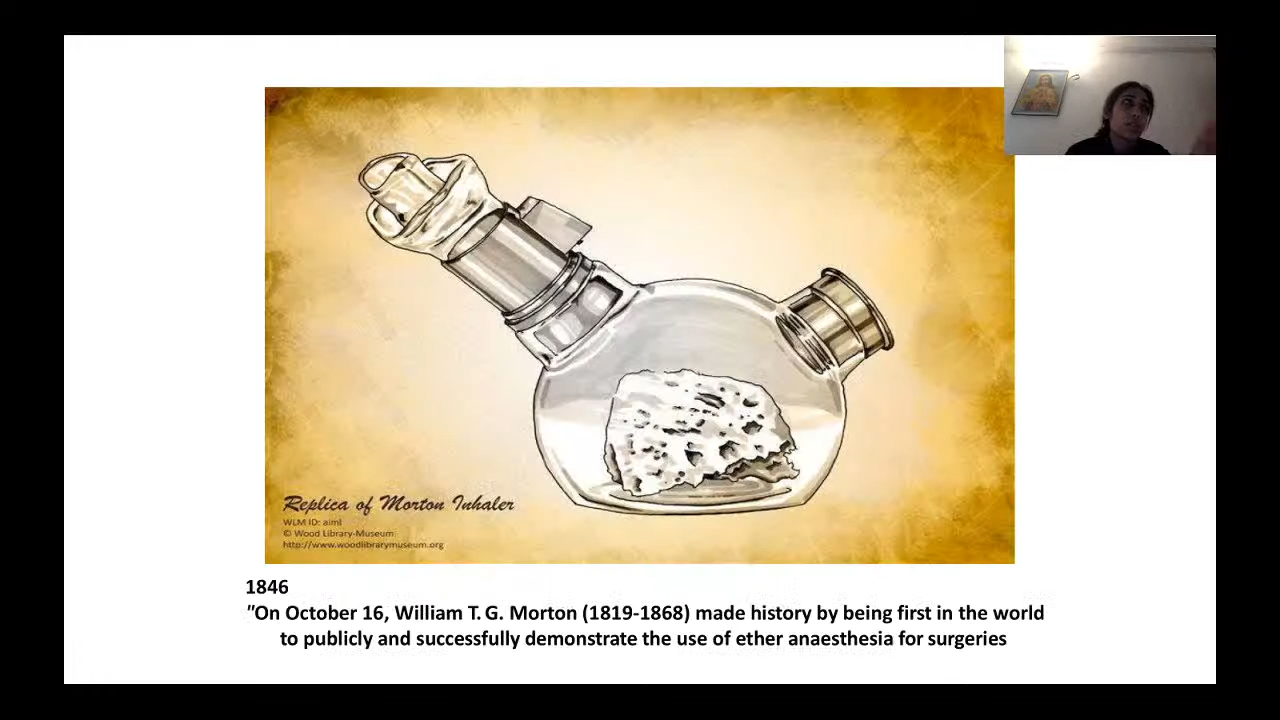 Replica of Morton Inhaler
WLM ID: aiml
© Wood Library-Museum
http://www.woodlibrarymuseum.org
1846
"On October 16, William T. G. Morton (1819-1868) made history by being first in the world
to publicly and successfully demonstrate the use of ether anaesthesia for surgeries